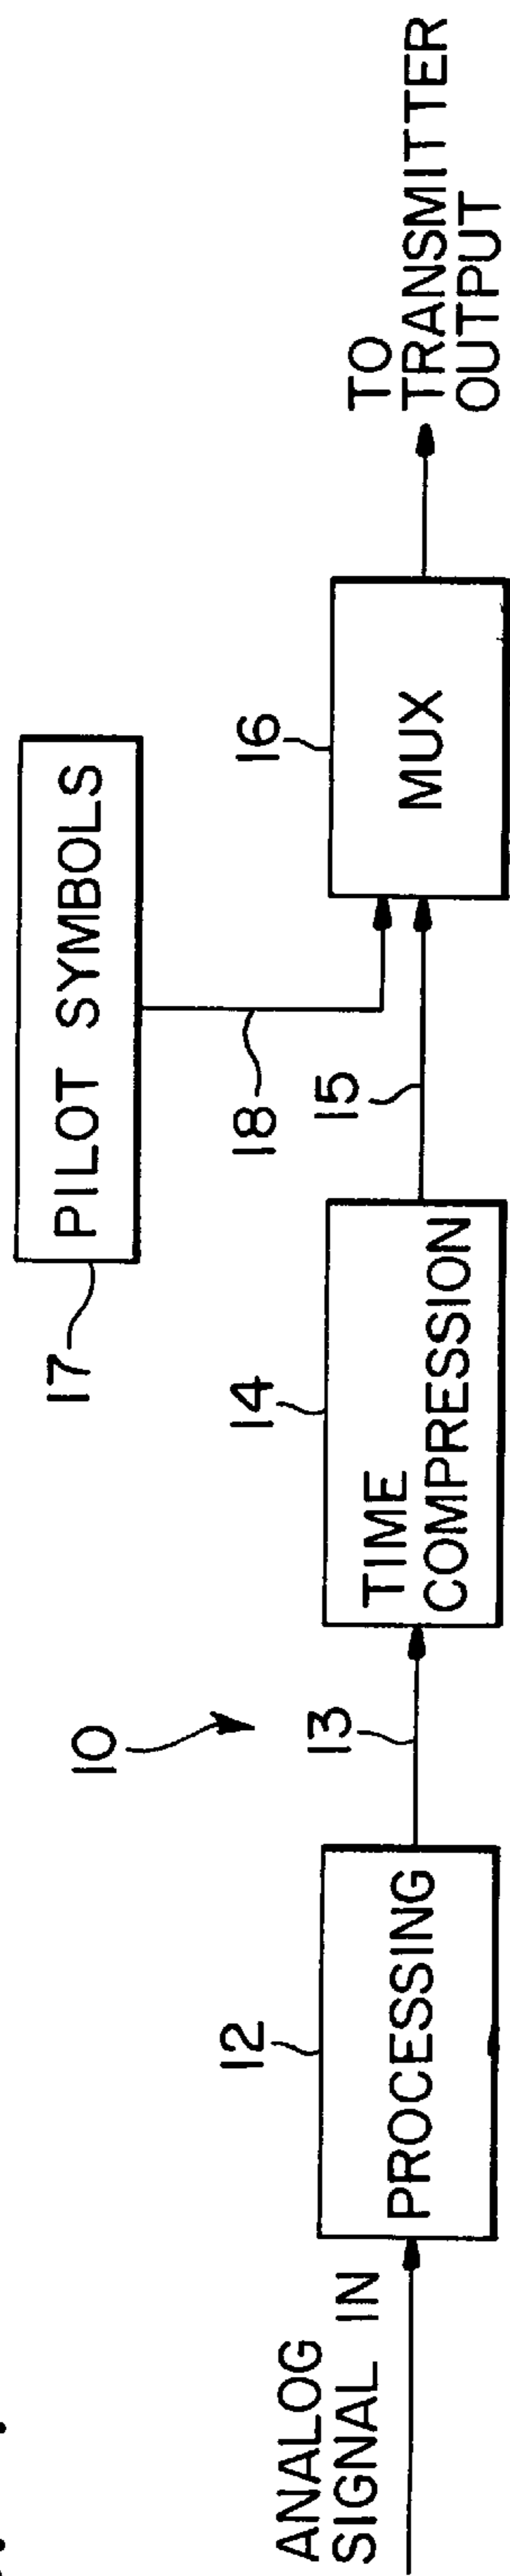 10
17
PILOT SYMBOLS
18
ANALOG
SIGNAL IN
12
PROCESSING
13
14
TIME
COMPRESSION
15
16
MUX
TO
TRANSMITTER
OUTPUT